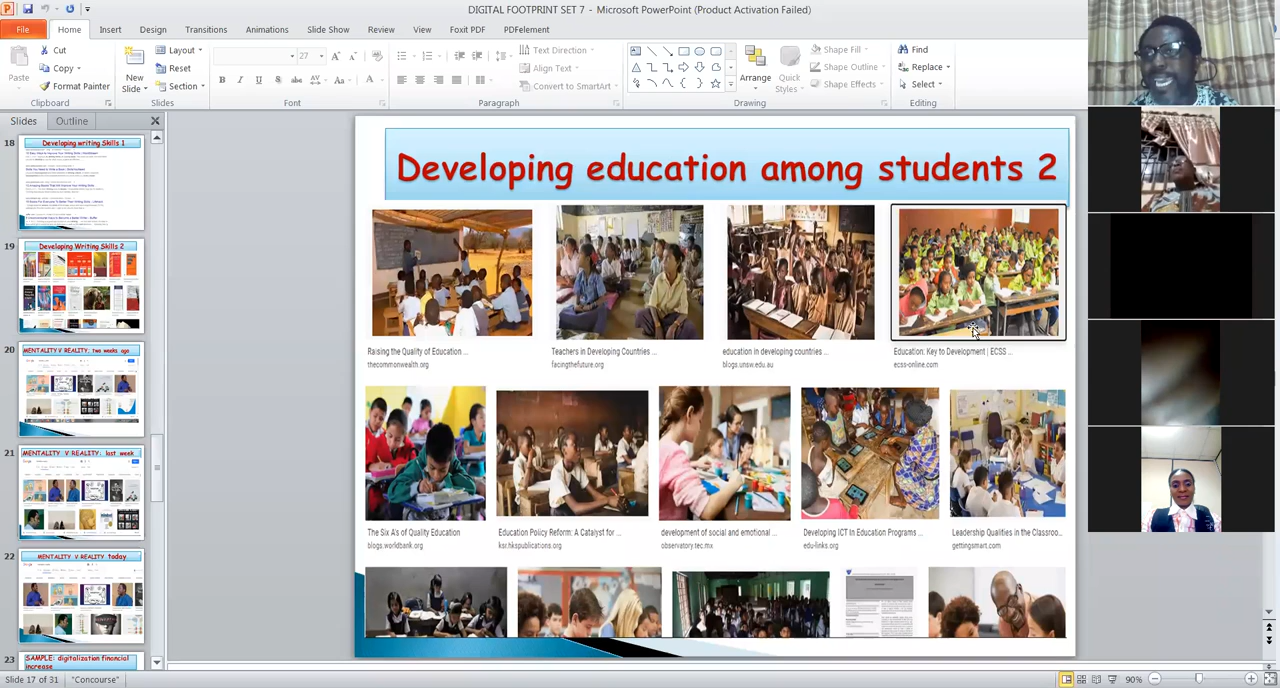 DIGITAL FOOTPRINT SET 7 - Microsoft PowerPoint (Product Activation Failed)
File Home Insert Design Transitions Animations Slide Show Review View Foxit PDF PDFelement
Paste
Cut
Copy
Format Painter
Clipboard
New Slide
Layout
Reset
Section
Slides
27
B I U S abc AV Aa A
Font
Paragraph
Text Direction
Align Text
Convert to SmartArt
Arrange
Quick Styles
Shape Fill
Shape Outline
Shape Effects
Drawing
Find
Replace
Select
Editing
Slides Outline
18
Developing writing Skills 1
19
Developing Writing Skills 2
20
MENTALITY V REALITY: two weeks ago
21
MENTALITY V REALITY: last week
22
MENTALITY V REALITY today
23
SAMPLE: digitalization financial
increase
Developing education among students 2
Raising the Quality of Education ...
thecommonwealth.org
Teachers in Developing Countries ...
facingthefuture.org
education in developing countries ...
blogs.unsw.edu.au
Education: Key to Development | ECSS ...
ecss-online.com
The Six A's of Quality Education
blogs.worldbank.org
Education Policy Reform: A Catalyst for ...
ksr.hkspublications.org
development of social and emotional ...
observatory.tec.mx
Developing ICT In Education Programs ...
edu-links.org
Leadership Qualities in the Classroo...
gettingsmart.com
Slide 17 of 31 "Concourse" 90%